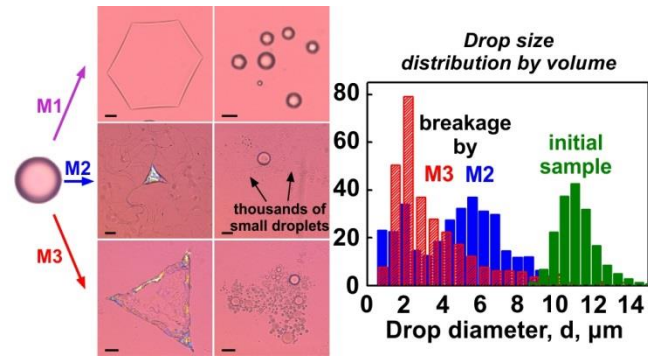 M1
M2
M3
thousands of
small droplets
Drop size
distribution by volume
80
60
40
20
0
breakage
by
M3 M2
initial
sample
0 2 4 6 8 10 12 14
Drop diameter, d, μm